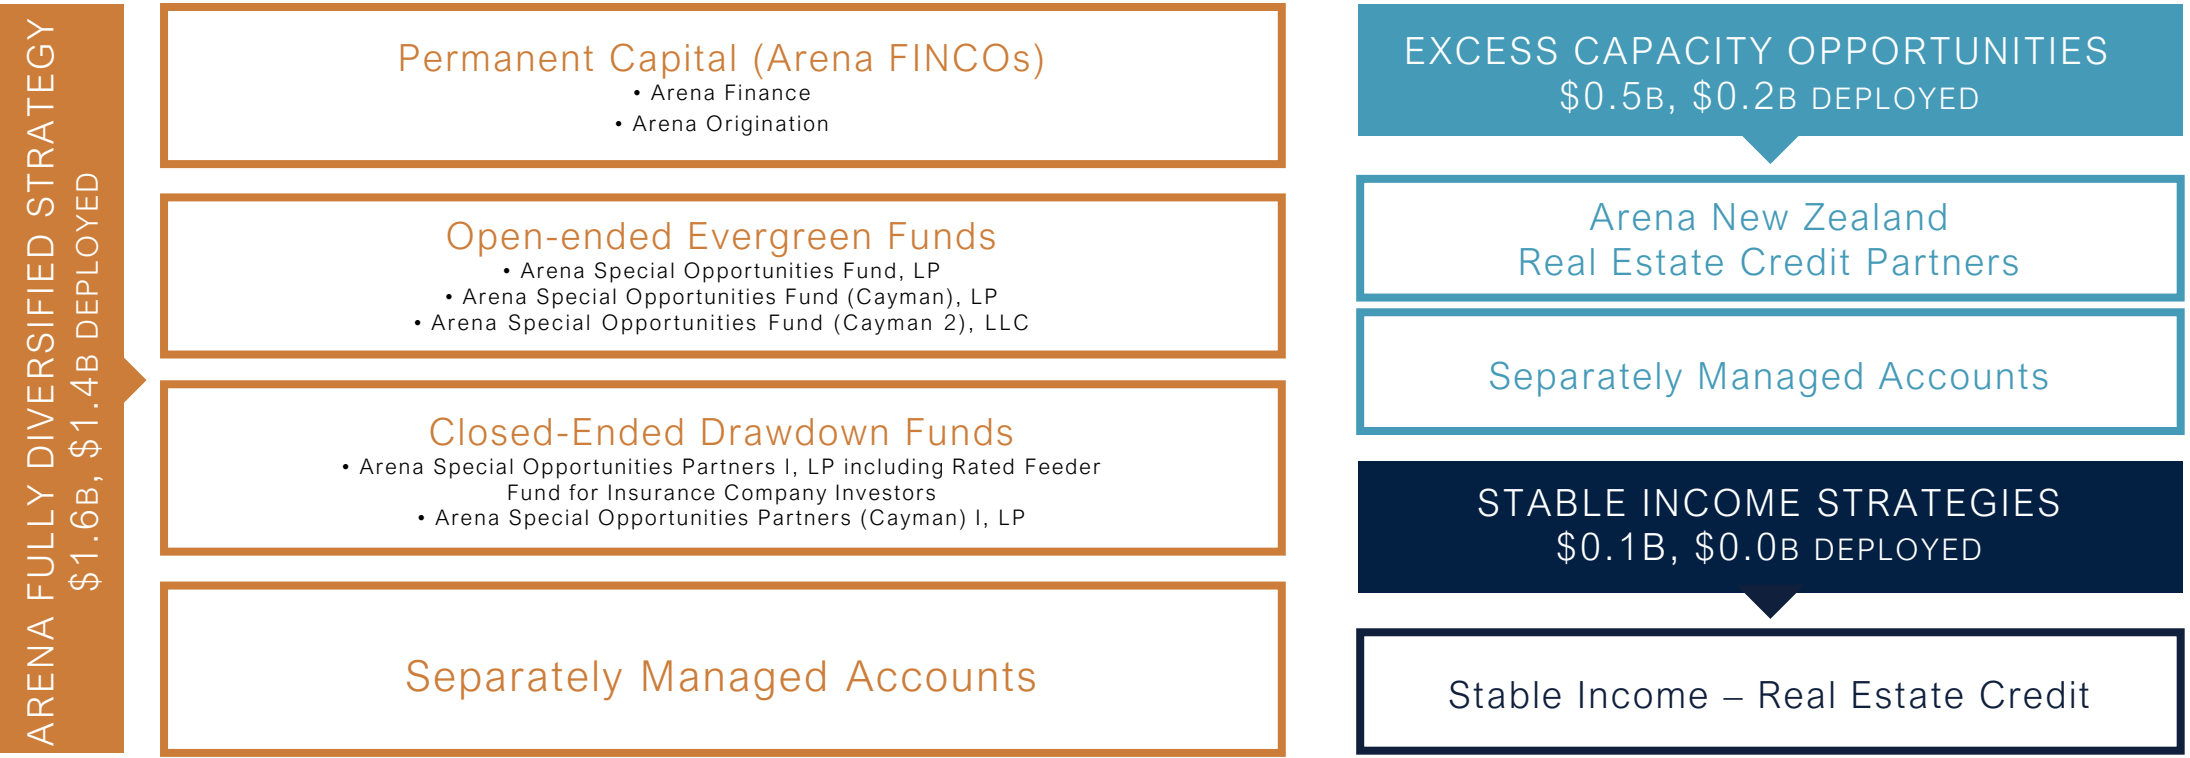 ARENA FULLY DIVERSIFIED STRATEGY
$1.6B, $1.4B DEPLOYED
Permanent Capital (Arena FINCOs)
• Arena Finance
• Arena Origination
Open-ended Evergreen Funds
• Arena Special Opportunities Fund, LP
• Arena Special Opportunities Fund (Cayman), LP
• Arena Special Opportunities Fund (Cayman 2), LLC
Closed-Ended Drawdown Funds
• Arena Special Opportunities Partners I, LP including Rated Feeder
Fund for Insurance Company Investors
• Arena Special Opportunities Partners (Cayman) I, LP
Separately Managed Accounts
EXCESS CAPACITY OPPORTUNITIES
$0.5B, $0.2B DEPLOYED
Arena New Zealand
Real Estate Credit Partners
Separately Managed Accounts
STABLE INCOME STRATEGIES
$0.1B, $0.0B DEPLOYED
Stable Income – Real Estate Credit